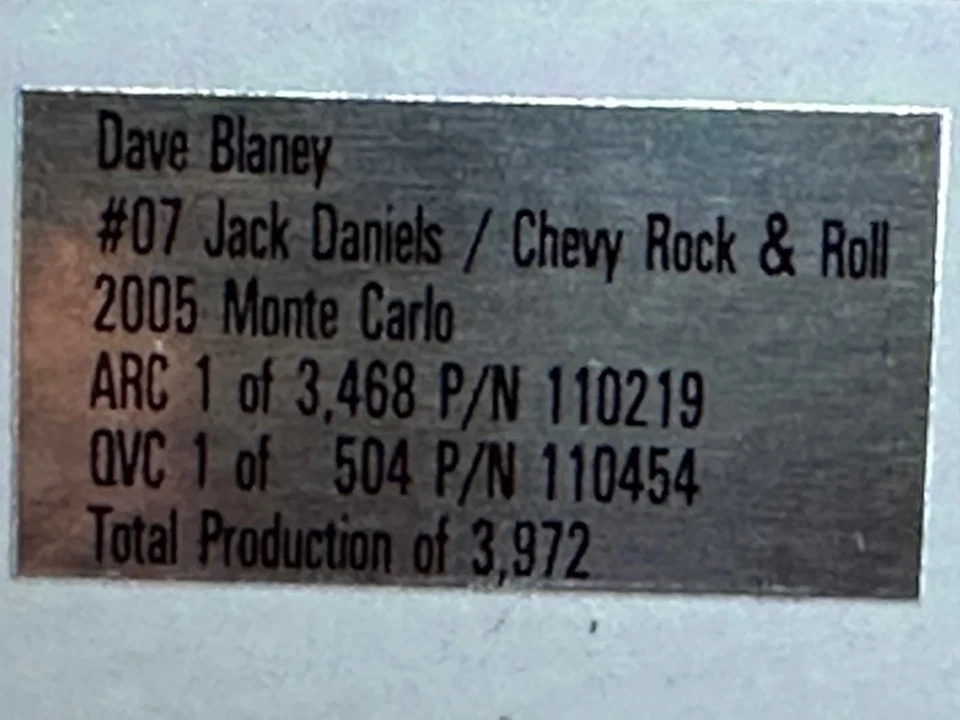 Dave Blaney
#07 Jack Daniels / Chevy Rock & Roll
2005 Monte Carlo
ARC 1 of 3,468 P/N 110219
QVC 1 of 504 P/N 110454
Total Production of 3,972